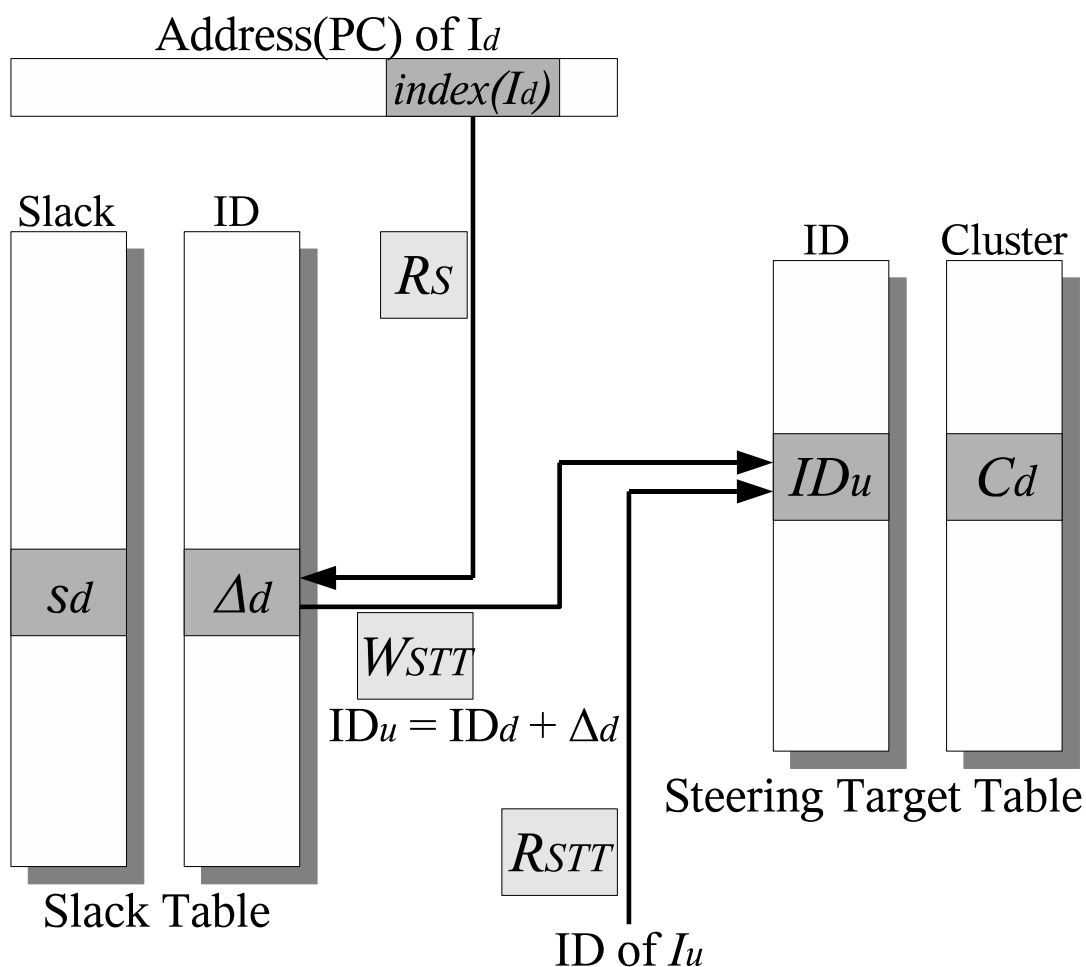 Address(PC) of Id
index(Id)
Slack
ID
RS
ID
Cluster
IDu
Cd
sd
Δd
WSTT
IDu = IDd + Δd
Steering Target Table
RSTT
Slack Table
ID of Iu